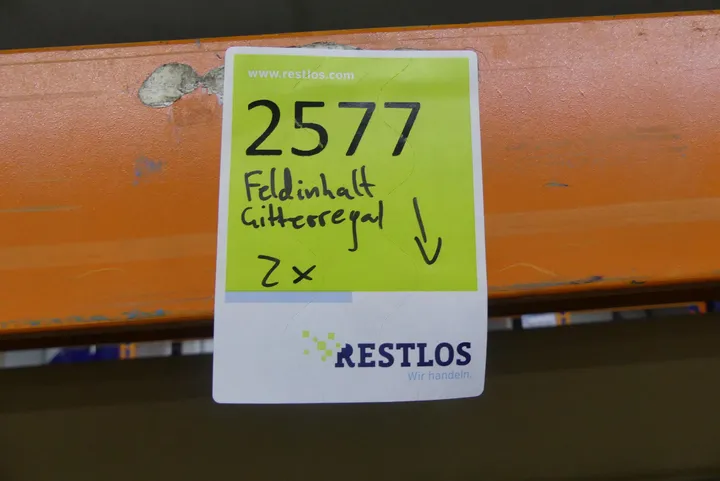 www.restlos.com
2577
Feldinhalt
Gitterregal
2x
RESTLOS
Wir handeln.